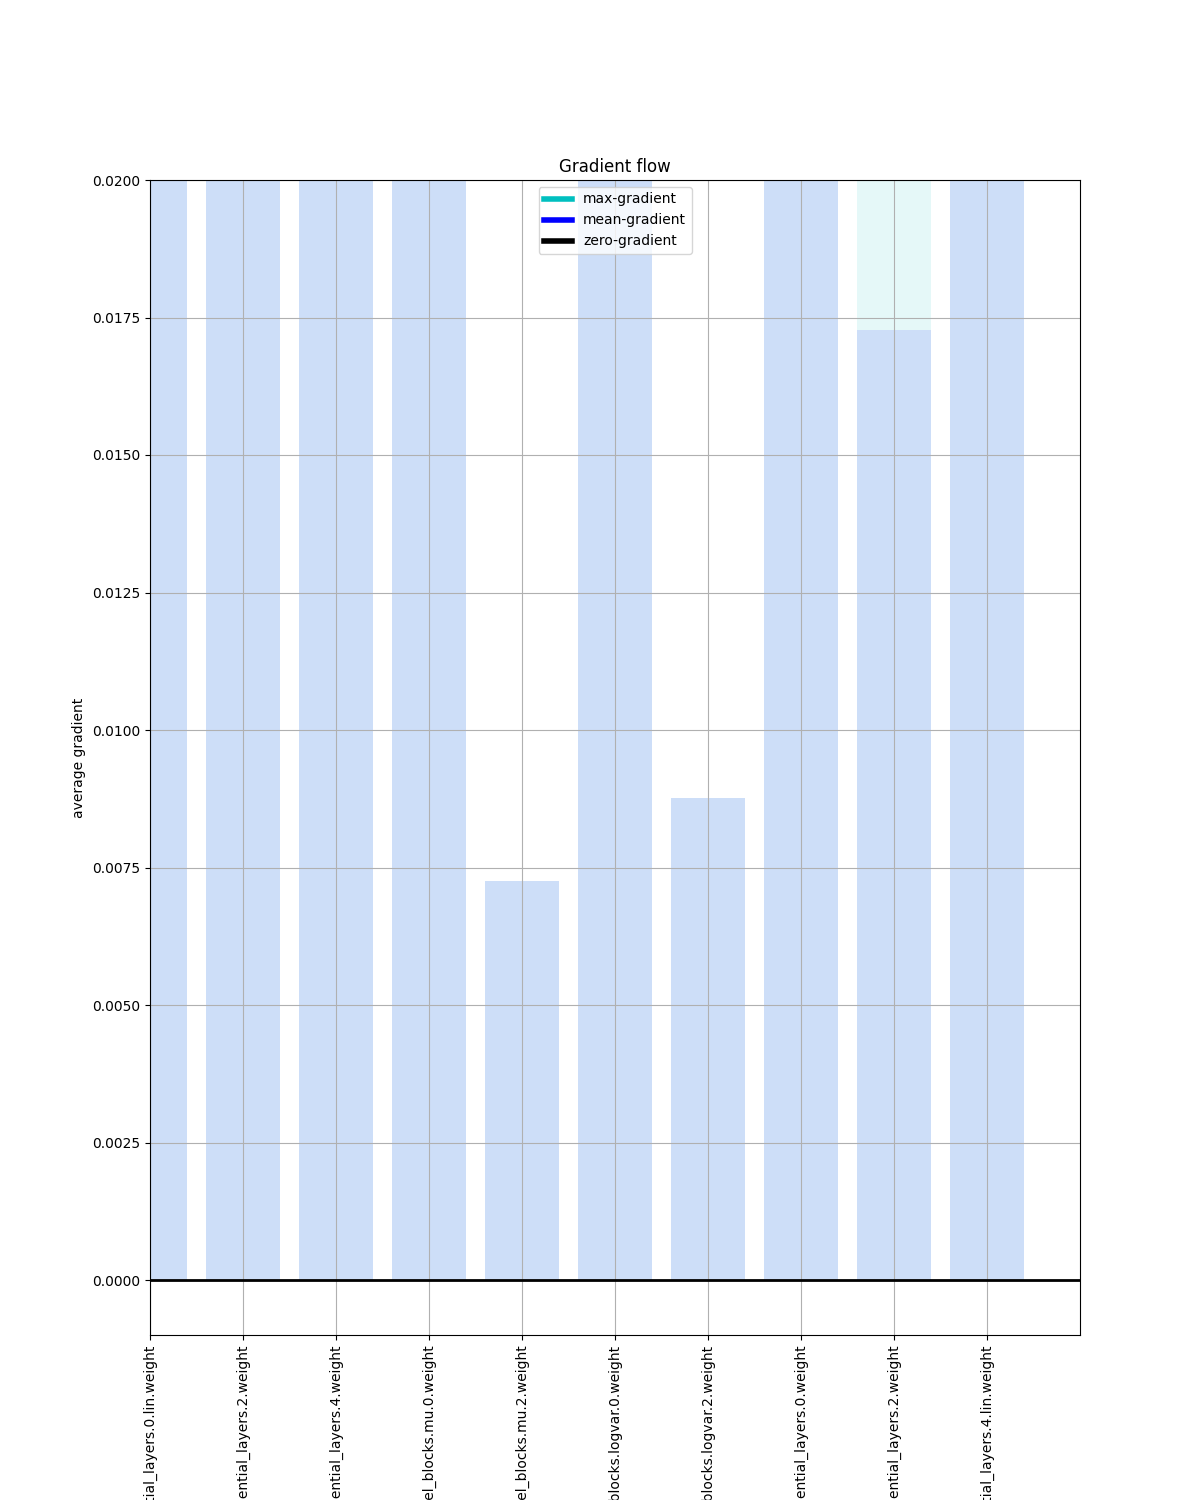 Gradient flow
max-gradient
mean-gradient
zero-gradient
average gradient
0.0200
0.0175
0.0150
0.0125
0.0100
0.0075
0.0050
0.0025
0.0000
tial_layers.0.lin.weight
ential_layers.2.weight
ential_layers.4.weight
el_blocks.mu.0.weight
el_blocks.mu.2.weight
blocks.logvar.0.weight
blocks.logvar.2.weight
ential_layers.0.weight
ential_layers.2.weight
tial_layers.4.lin.weight